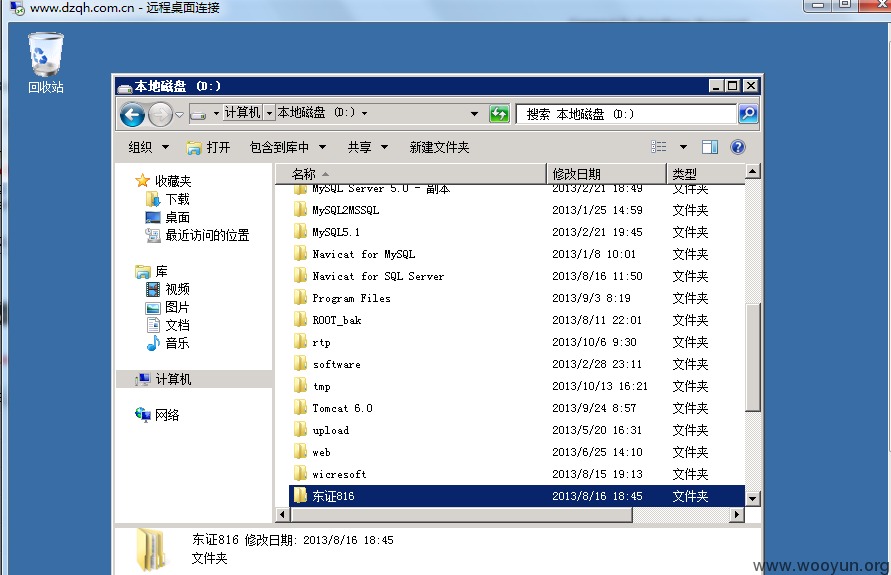 www.dzqh.com.cn - 远程桌面连接
回收站
本地磁盘 (D:)
计算机 本地磁盘 (D:)
搜索 本地磁盘 (D:)
组织 打开 包含到库中 共享 新建文件夹
收藏夹
下载
桌面
最近访问的位置
库
视频
图片
文档
音乐
计算机
网络
名称 修改日期 类型
MySQL Server 5.0 - 副本 2013/2/21 18:49 文件夹
MySQL2MSSQL 2013/1/25 14:59 文件夹
MySQL5.1 2013/2/21 19:45 文件夹
Navicat for MySQL 2013/1/8 10:01 文件夹
Navicat for SQL Server 2013/8/16 11:50 文件夹
Program Files 2013/9/3 8:19 文件夹
ROOT_bak 2013/8/11 22:01 文件夹
rtp 2013/10/6 9:30 文件夹
software 2013/2/28 23:11 文件夹
tmp 2013/10/13 16:21 文件夹
Tomcat 6.0 2013/9/24 8:57 文件夹
upload 2013/5/20 16:31 文件夹
web 2013/6/25 14:10 文件夹
wicresoft 2013/8/15 19:13 文件夹
东证816 2013/8/16 18:45 文件夹
东证816 修改日期: 2013/8/16 18:45
文件夹
www.wooyun.org